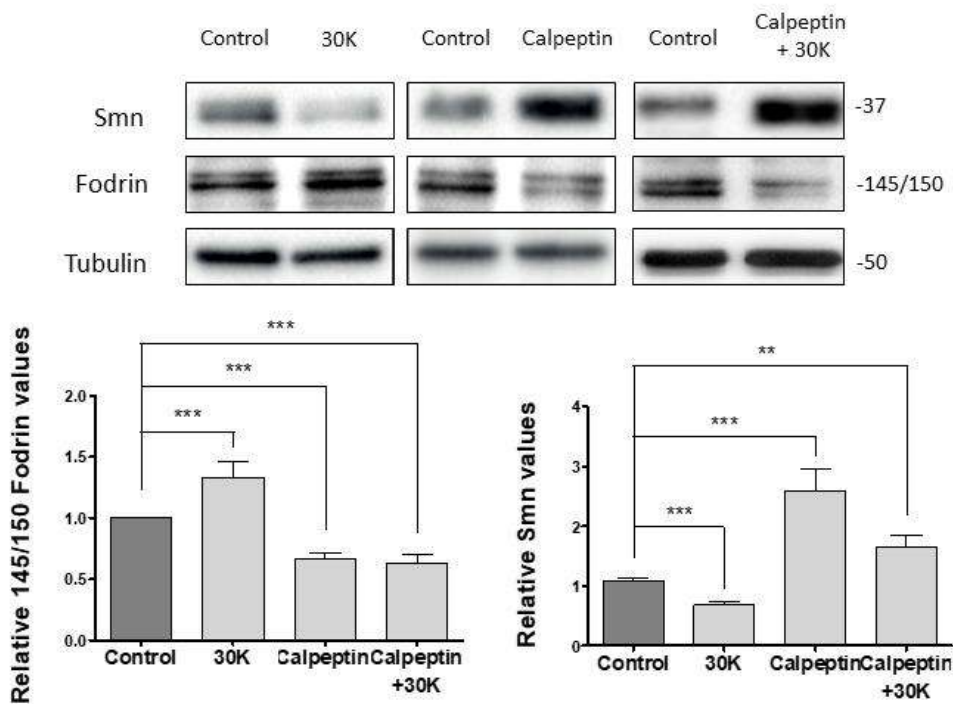 Control 30K Control Calpeptin Control Calpeptin
+ 30K
Smn -37
Fodrin -145/150
Tubulin -50
Relative 145/150 Fodrin values
***
***
***
2.0
1.5
1.0
0.5
0.0
Control 30K Calpeptin Calpeptin
+30K
Relative Smn values
**
***
***
4
3
2
1
0
Control 30K Calpeptin Calpeptin
+30K